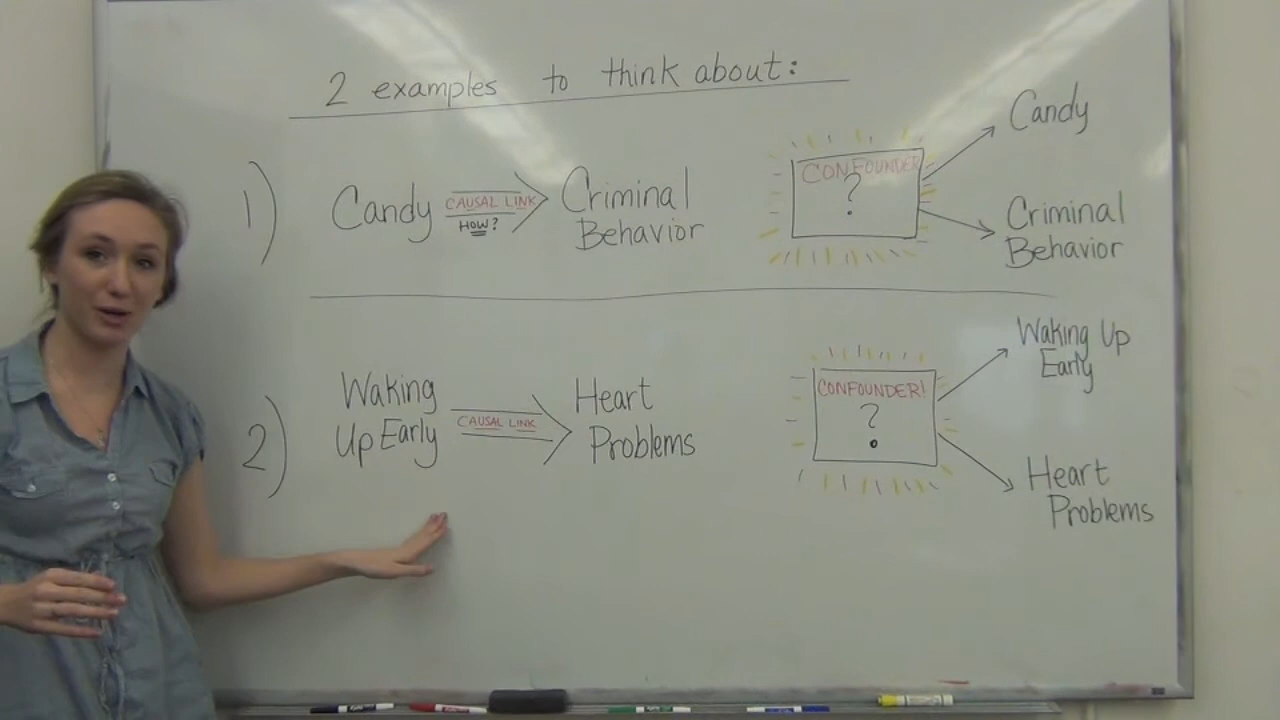 2 examples to think about:
1)
Candy
CAUSAL LINK
HOW?
Criminal
Behavior
CONFOUNDER
?
Candy
Criminal
Behavior
2)
Waking
Up Early
CAUSAL LINK
Heart
Problems
CONFOUNDER!
?
Waking Up
Early
Heart
Problems